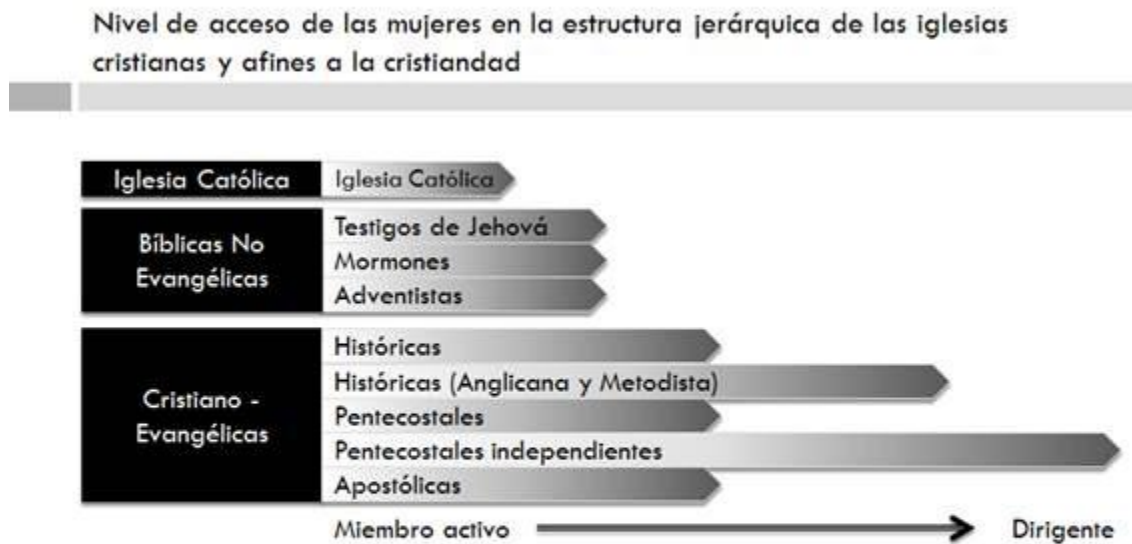 Nivel de acceso de las mujeres en la estructura jerárquica de las iglesias
cristianas y afines a la cristiandad
Iglesia Católica
Iglesia Católica
Bíblicas No
Evangélicas
Testigos de Jehová
Mormones
Adventistas
Cristiano -
Evangélicas
Históricas
Históricas (Anglicana y Metodista)
Pentecostales
Pentecostales independientes
Apostólicas
Miembro activo
Dirigente